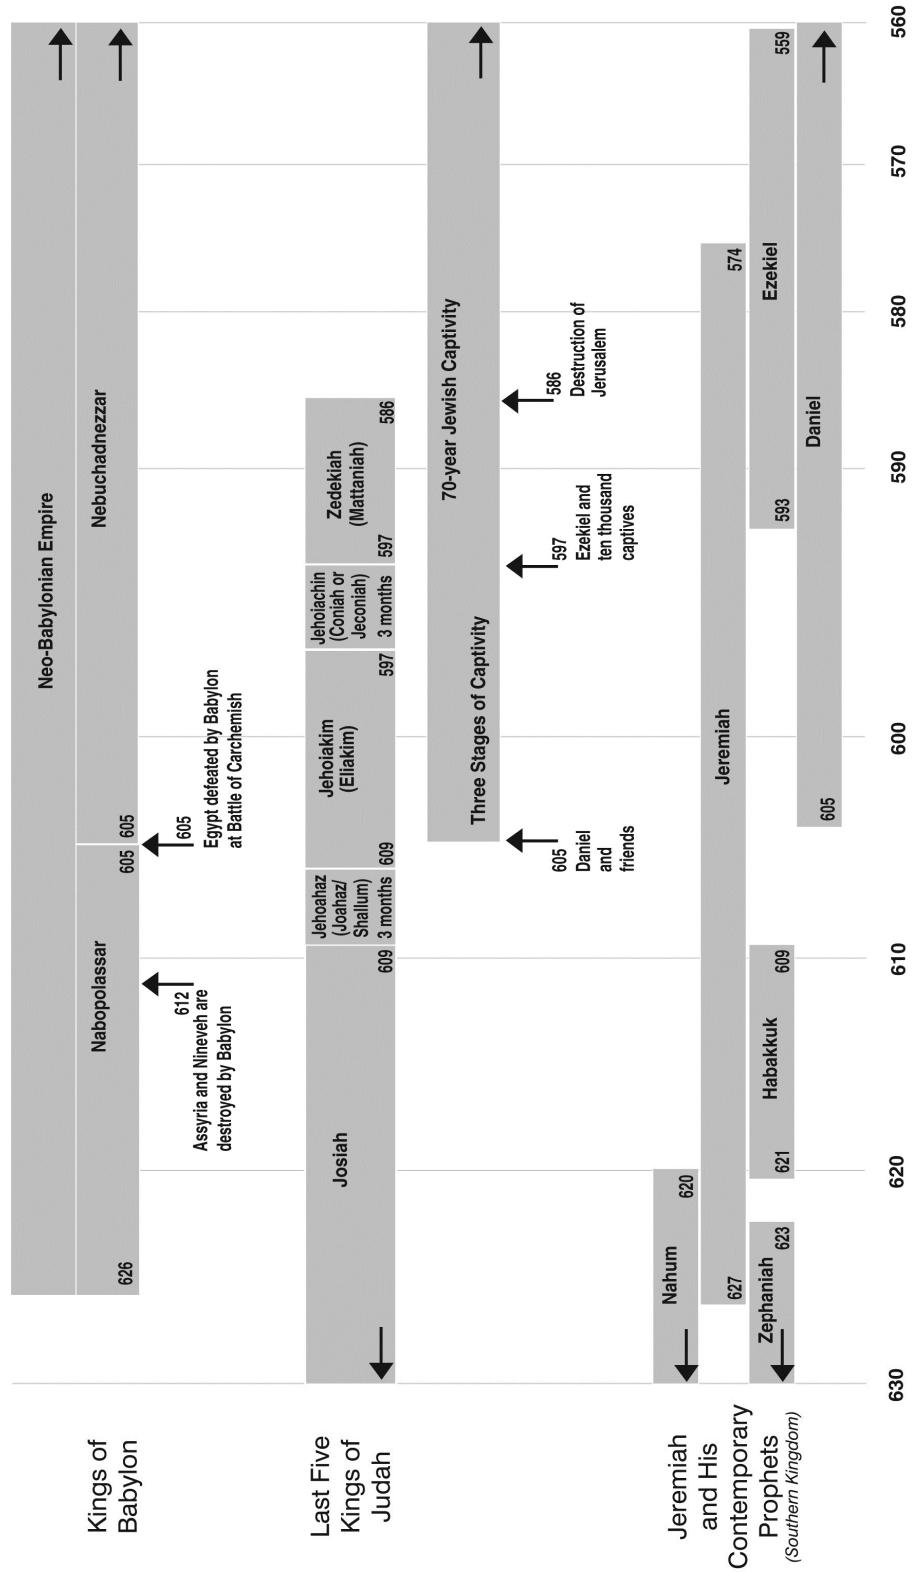 Kings of
Babylon
Neo-Babylonian Empire
626
Nabopolassar
605
605
Nebuchadnezzar
612
Assyria and Nineveh are
destroyed by Babylon
605
Egypt defeated by Babylon
at Battle of Carchemish
Last Five
Kings of
Judah
Josiah
609
Jehoahaz
(Joahaz/
Shallum)
3 months
609
Jehoiakim
(Eliakim)
597
Jehoiachin
(Coniah or
Jeconiah)
3 months
597
Zedekiah
(Mattaniah)
586
70-year Jewish Captivity
Three Stages of Captivity
605
Daniel
and
friends
597
Ezekiel and
ten thousand
captives
586
Destruction of
Jerusalem
Jeremiah
and His
Contemporary
Prophets
(Southern Kingdom)
Nahum
620
627
Jeremiah
574
Zephaniah
623
621
Habakkuk
609
593
Ezekiel
559
605
Daniel
630
620
610
600
590
580
570
560